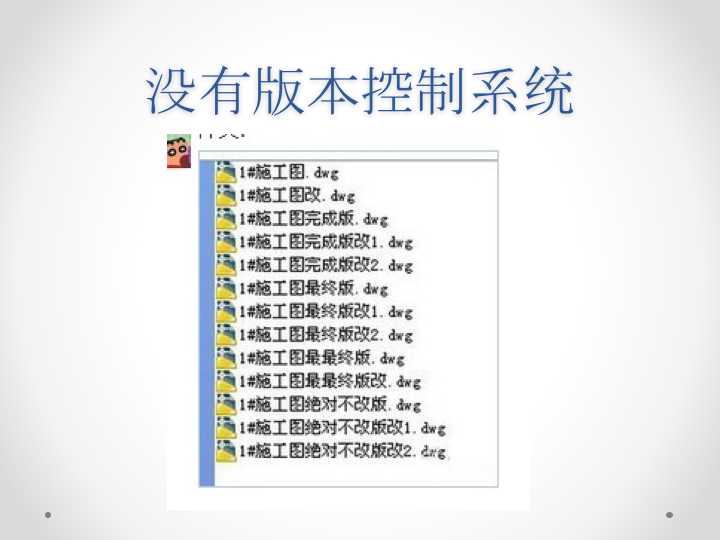 没有版本控制系统
1#施工图.dwg
1#施工图改.dwg
1#施工图完成版.dwg
1#施工图完成版改1.dwg
1#施工图完成版改2.dwg
1#施工图最终版.dwg
1#施工图最终版改1.dwg
1#施工图最终版改2.dwg
1#施工图最最终版.dwg
1#施工图最最终版改.dwg
1#施工图绝对不改版.dwg
1#施工图绝对不改版改1.dwg
1#施工图绝对不改版改2.dwg